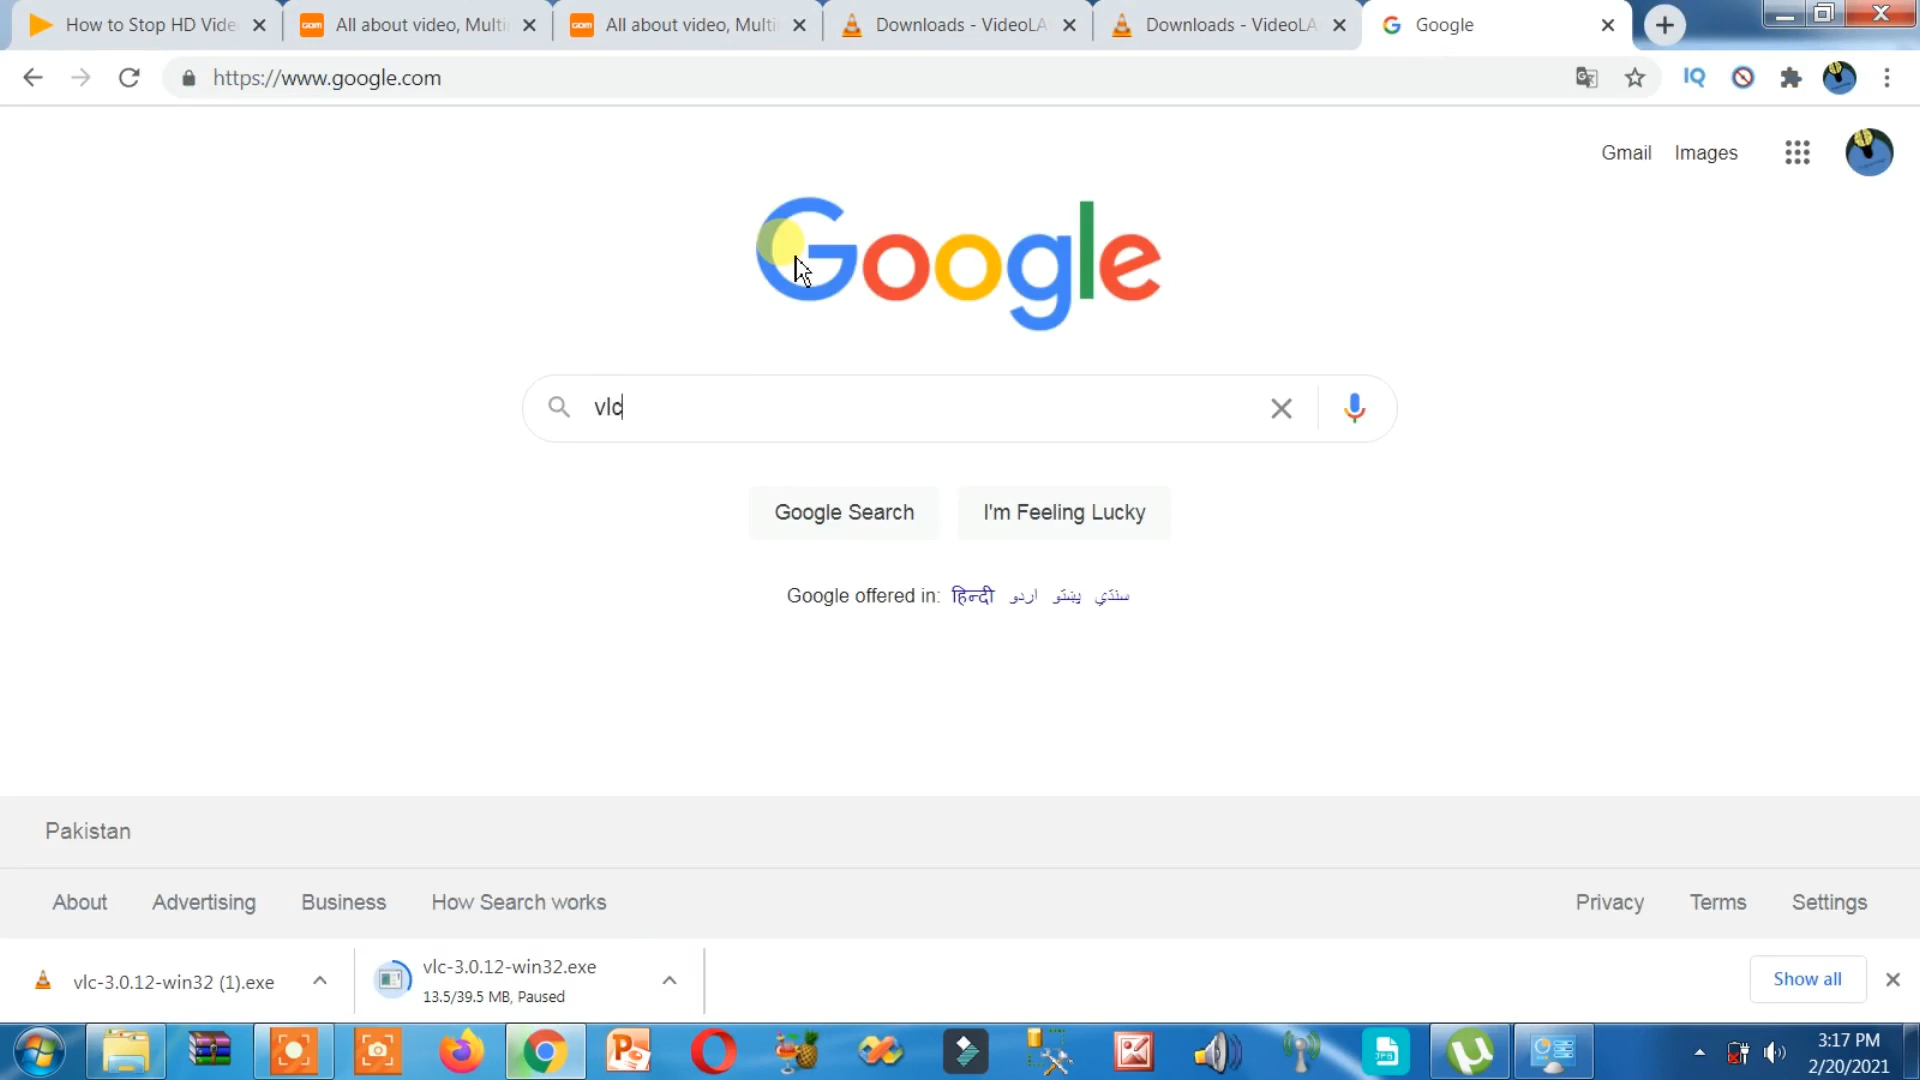 How to Stop HD Vide
All about video, Multi
All about video, Multi
Downloads - VideoLA
Downloads - VideoLA
Google
https://www.google.com
IQ
Gmail
Images
Google
vlc
Google Search
I'm Feeling Lucky
Google offered in: हिन्दी اردو پښتو سنڌي
Pakistan
About
Advertising
Business
How Search works
Privacy
Terms
Settings
vlc-3.0.12-win32 (1).exe
vlc-3.0.12-win32.exe
13.5/39.5 MB, Paused
Show all
3:17 PM
2/20/2021